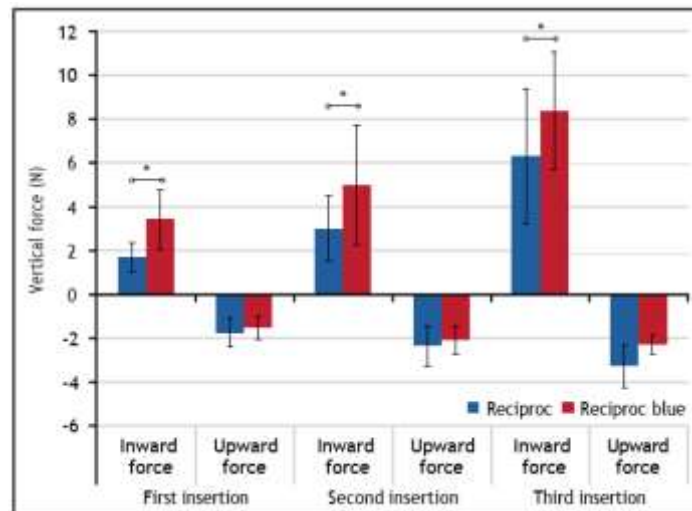 12
10
8
6
4
2
0
-2
-4
-6
Vertical force (N)
*
*
*
Reciproc
Reciproc blue
Inward force
Upward force
Inward force
Upward force
Inward force
Upward force
First insertion
Second insertion
Third insertion